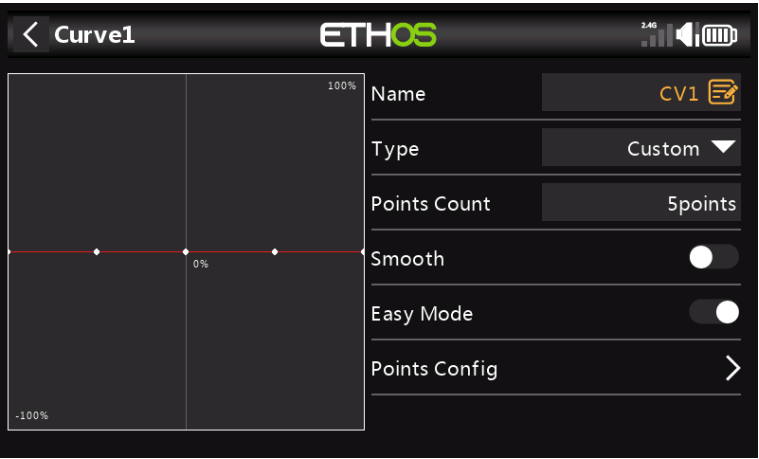 Curve1
ETHOS
2.4G
100%
0%
-100%
Name
CV1
Type
Custom
Points Count
5points
Smooth
Easy Mode
Points Config